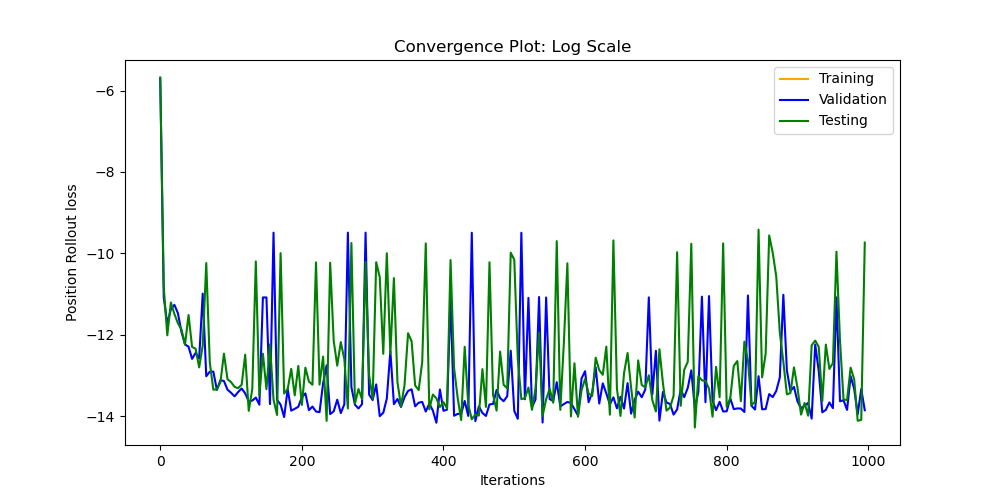 Convergence Plot: Log Scale
Training
Validation
Testing
Position Rollout loss
−6
−8
−10
−12
−14
0
200
400
600
800
1000
Iterations